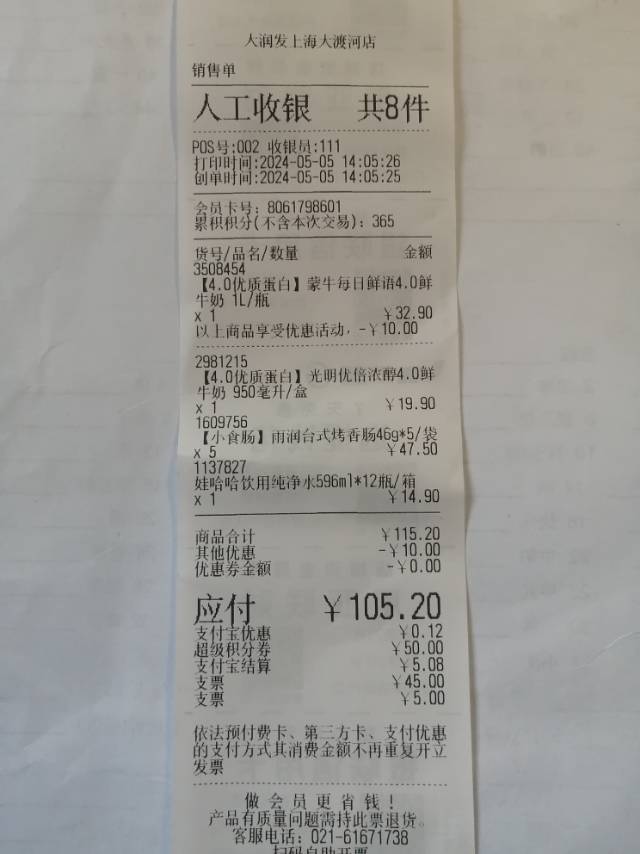 大润发上海大渡河店
销售单
人工收银 共8件
POS号:002 收银员:111
打印时间:2024-05-05 14:05:26
创单时间:2024-05-05 14:05:25
会员卡号: 8061798601
累积积分(不含本次交易): 365
货号/品名/数量 金额
3508454
【4.0优质蛋白】蒙牛每日鲜语4.0鲜
牛奶 1L/瓶
x 1 ￥32.90
以上商品享受优惠活动, -￥10.00
2981215
【4.0优质蛋白】光明优倍浓醇4.0鲜
牛奶 950毫升/盒
x 1 ￥19.90
1609756
【小食肠】雨润台式烤香肠46g*5/袋
x 5 ￥47.50
1137827
娃哈哈饮用纯净水596ml*12瓶/箱
x 1 ￥14.90
商品合计 ￥115.20
其他优惠 -￥10.00
优惠券金额 -￥0.00
应付 ￥105.20
支付宝优惠 ￥0.12
超级积分券 ￥50.00
支付宝结算 ￥5.08
支票 ￥45.00
支票 ￥5.00
依法预付费卡、第三方卡、支付优惠
的支付方式其消费金额不再重复开立
发票
做会员更省钱!
产品有质量问题需持此票退货。
客服电话: 021-61671738
扫码自助开票